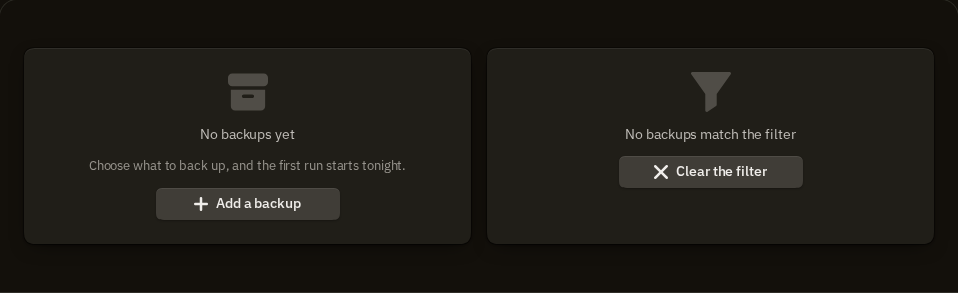 No backups yet
Choose what to back up, and the first run starts tonight.
Add a backup
No backups match the filter
Clear the filter